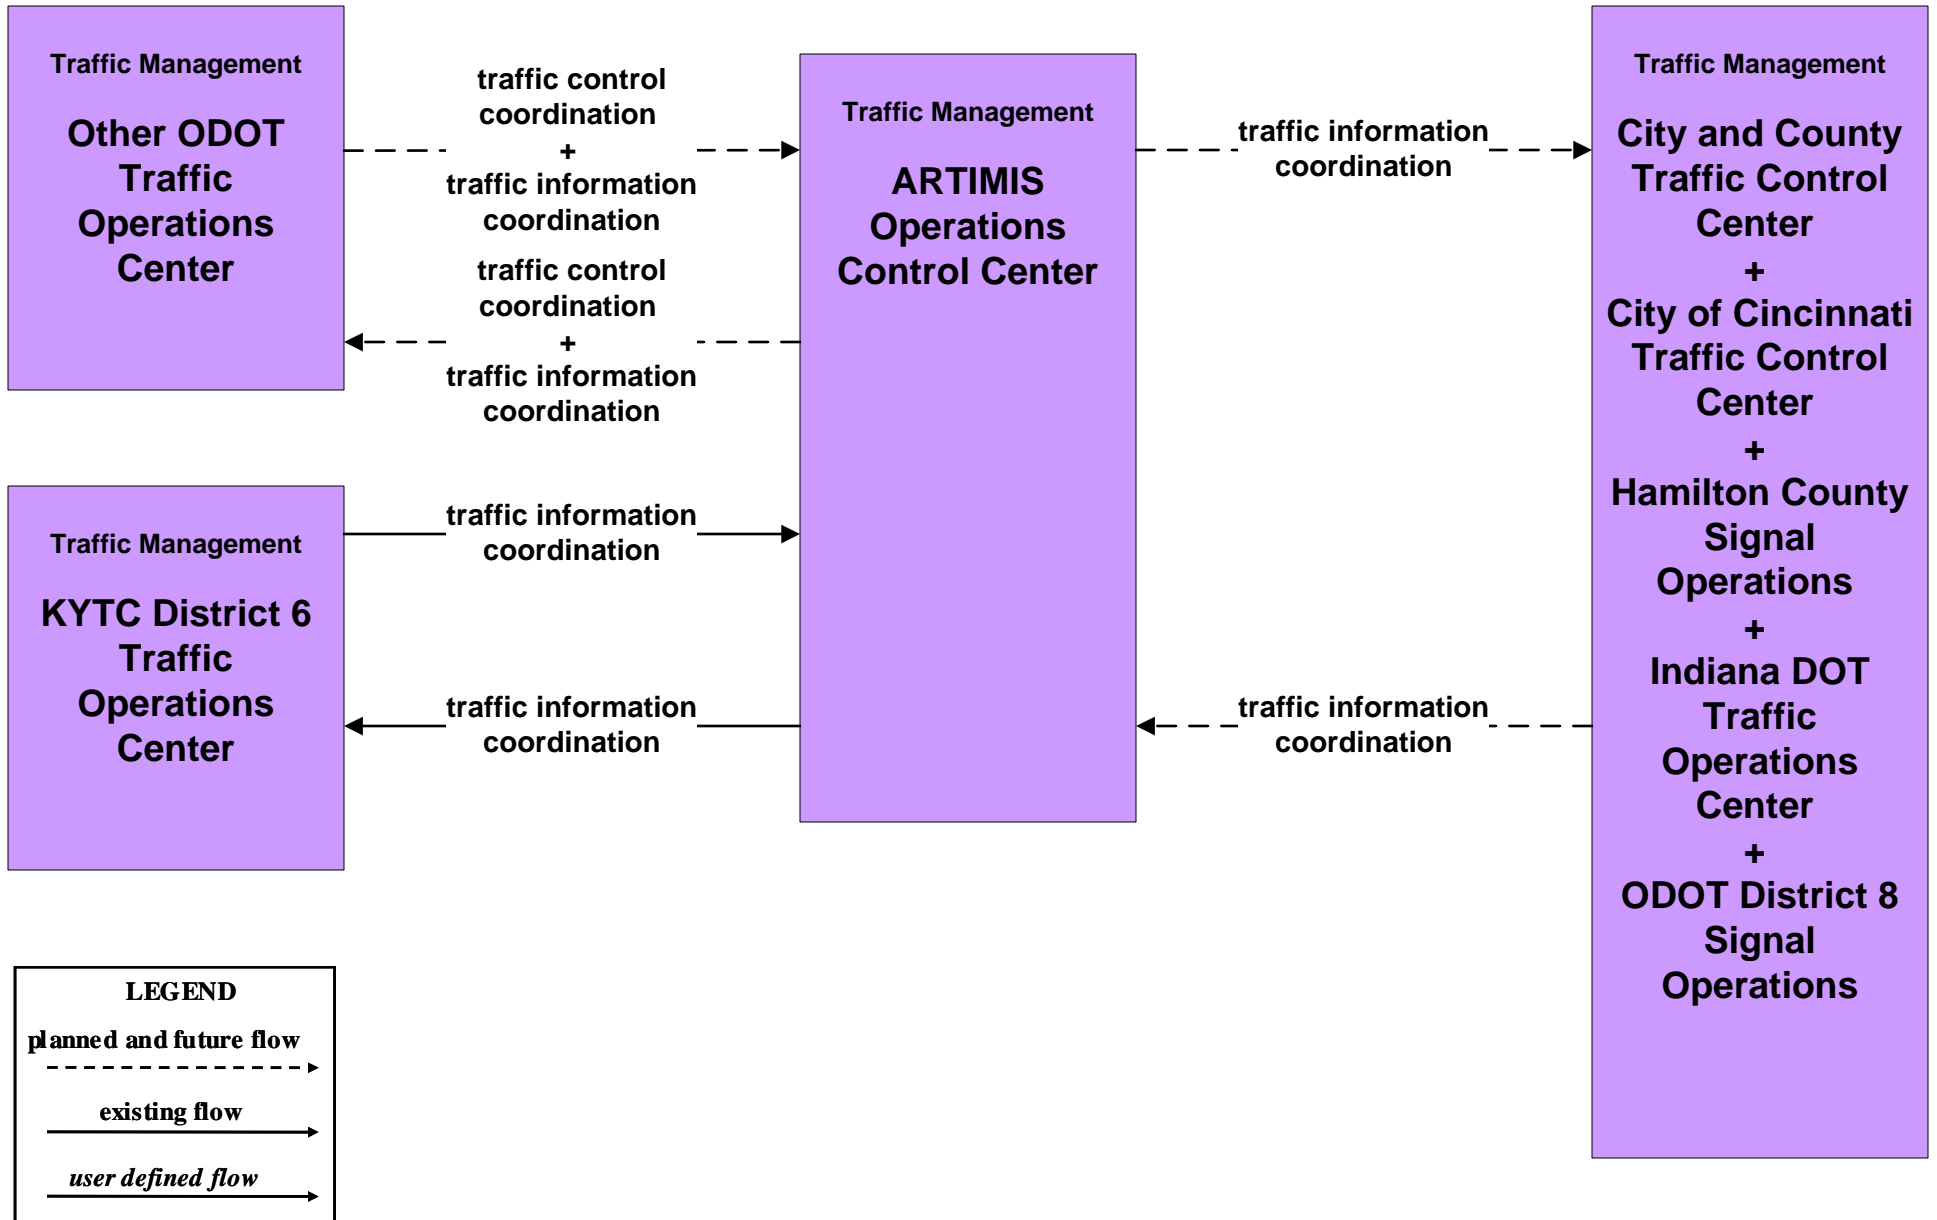 Traffic Management
Other ODOT
Traffic
Operations
Center
traffic control
coordination
+
traffic information
coordination
traffic control
coordination
+
traffic information
coordination
Traffic Management
KYTC District 6
Traffic
Operations
Center
traffic information
coordination
traffic information
coordination
Traffic Management
ARTIMIS
Operations
Control Center
traffic information
coordination
traffic information
coordination
Traffic Management
City and County
Traffic Control
Center
+
City of Cincinnati
Traffic Control
Center
+
Hamilton County
Signal
Operations
+
Indiana DOT
Traffic
Operations
Center
+
ODOT District 8
Signal
Operations
LEGEND
planned and future flow
existing flow
user defined flow